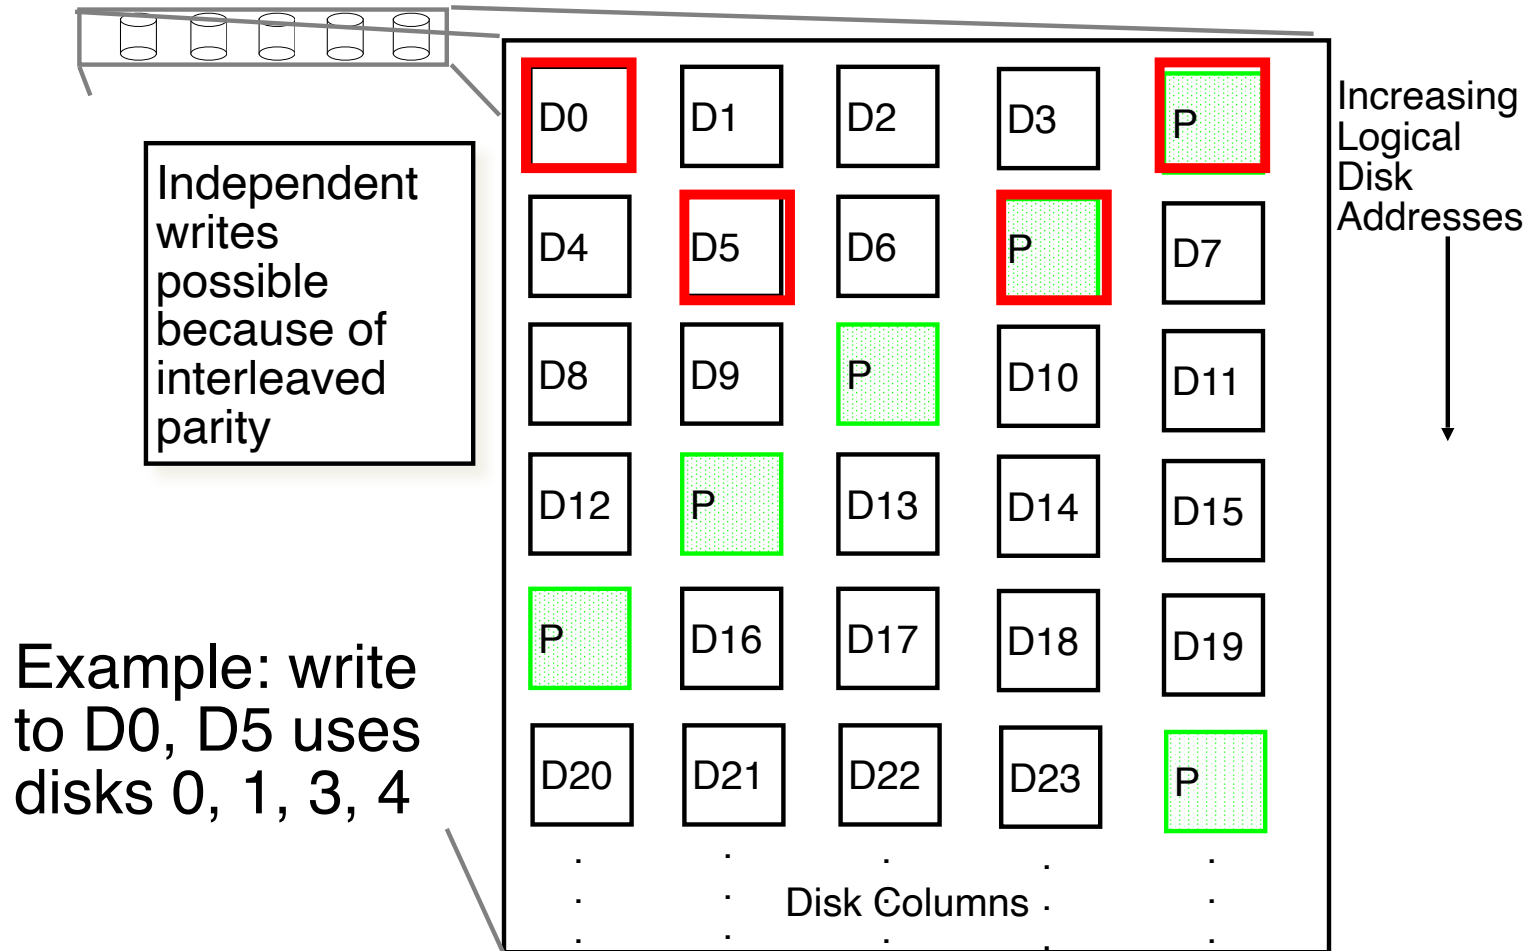 Increasing
Logical
Disk
Addresses
Independent
writes
possible
because of
interleaved
parity
D0 D1 D2 D3 P
D4 D5 D6 P D7
D8 D9 P D10 D11
D12 P D13 D14 D15
P D16 D17 D18 D19
D20 D21 D22 D23 P
Example: write
to D0, D5 uses
disks 0, 1, 3, 4
. . . . .
. . Disk Columns . .
. . . . .